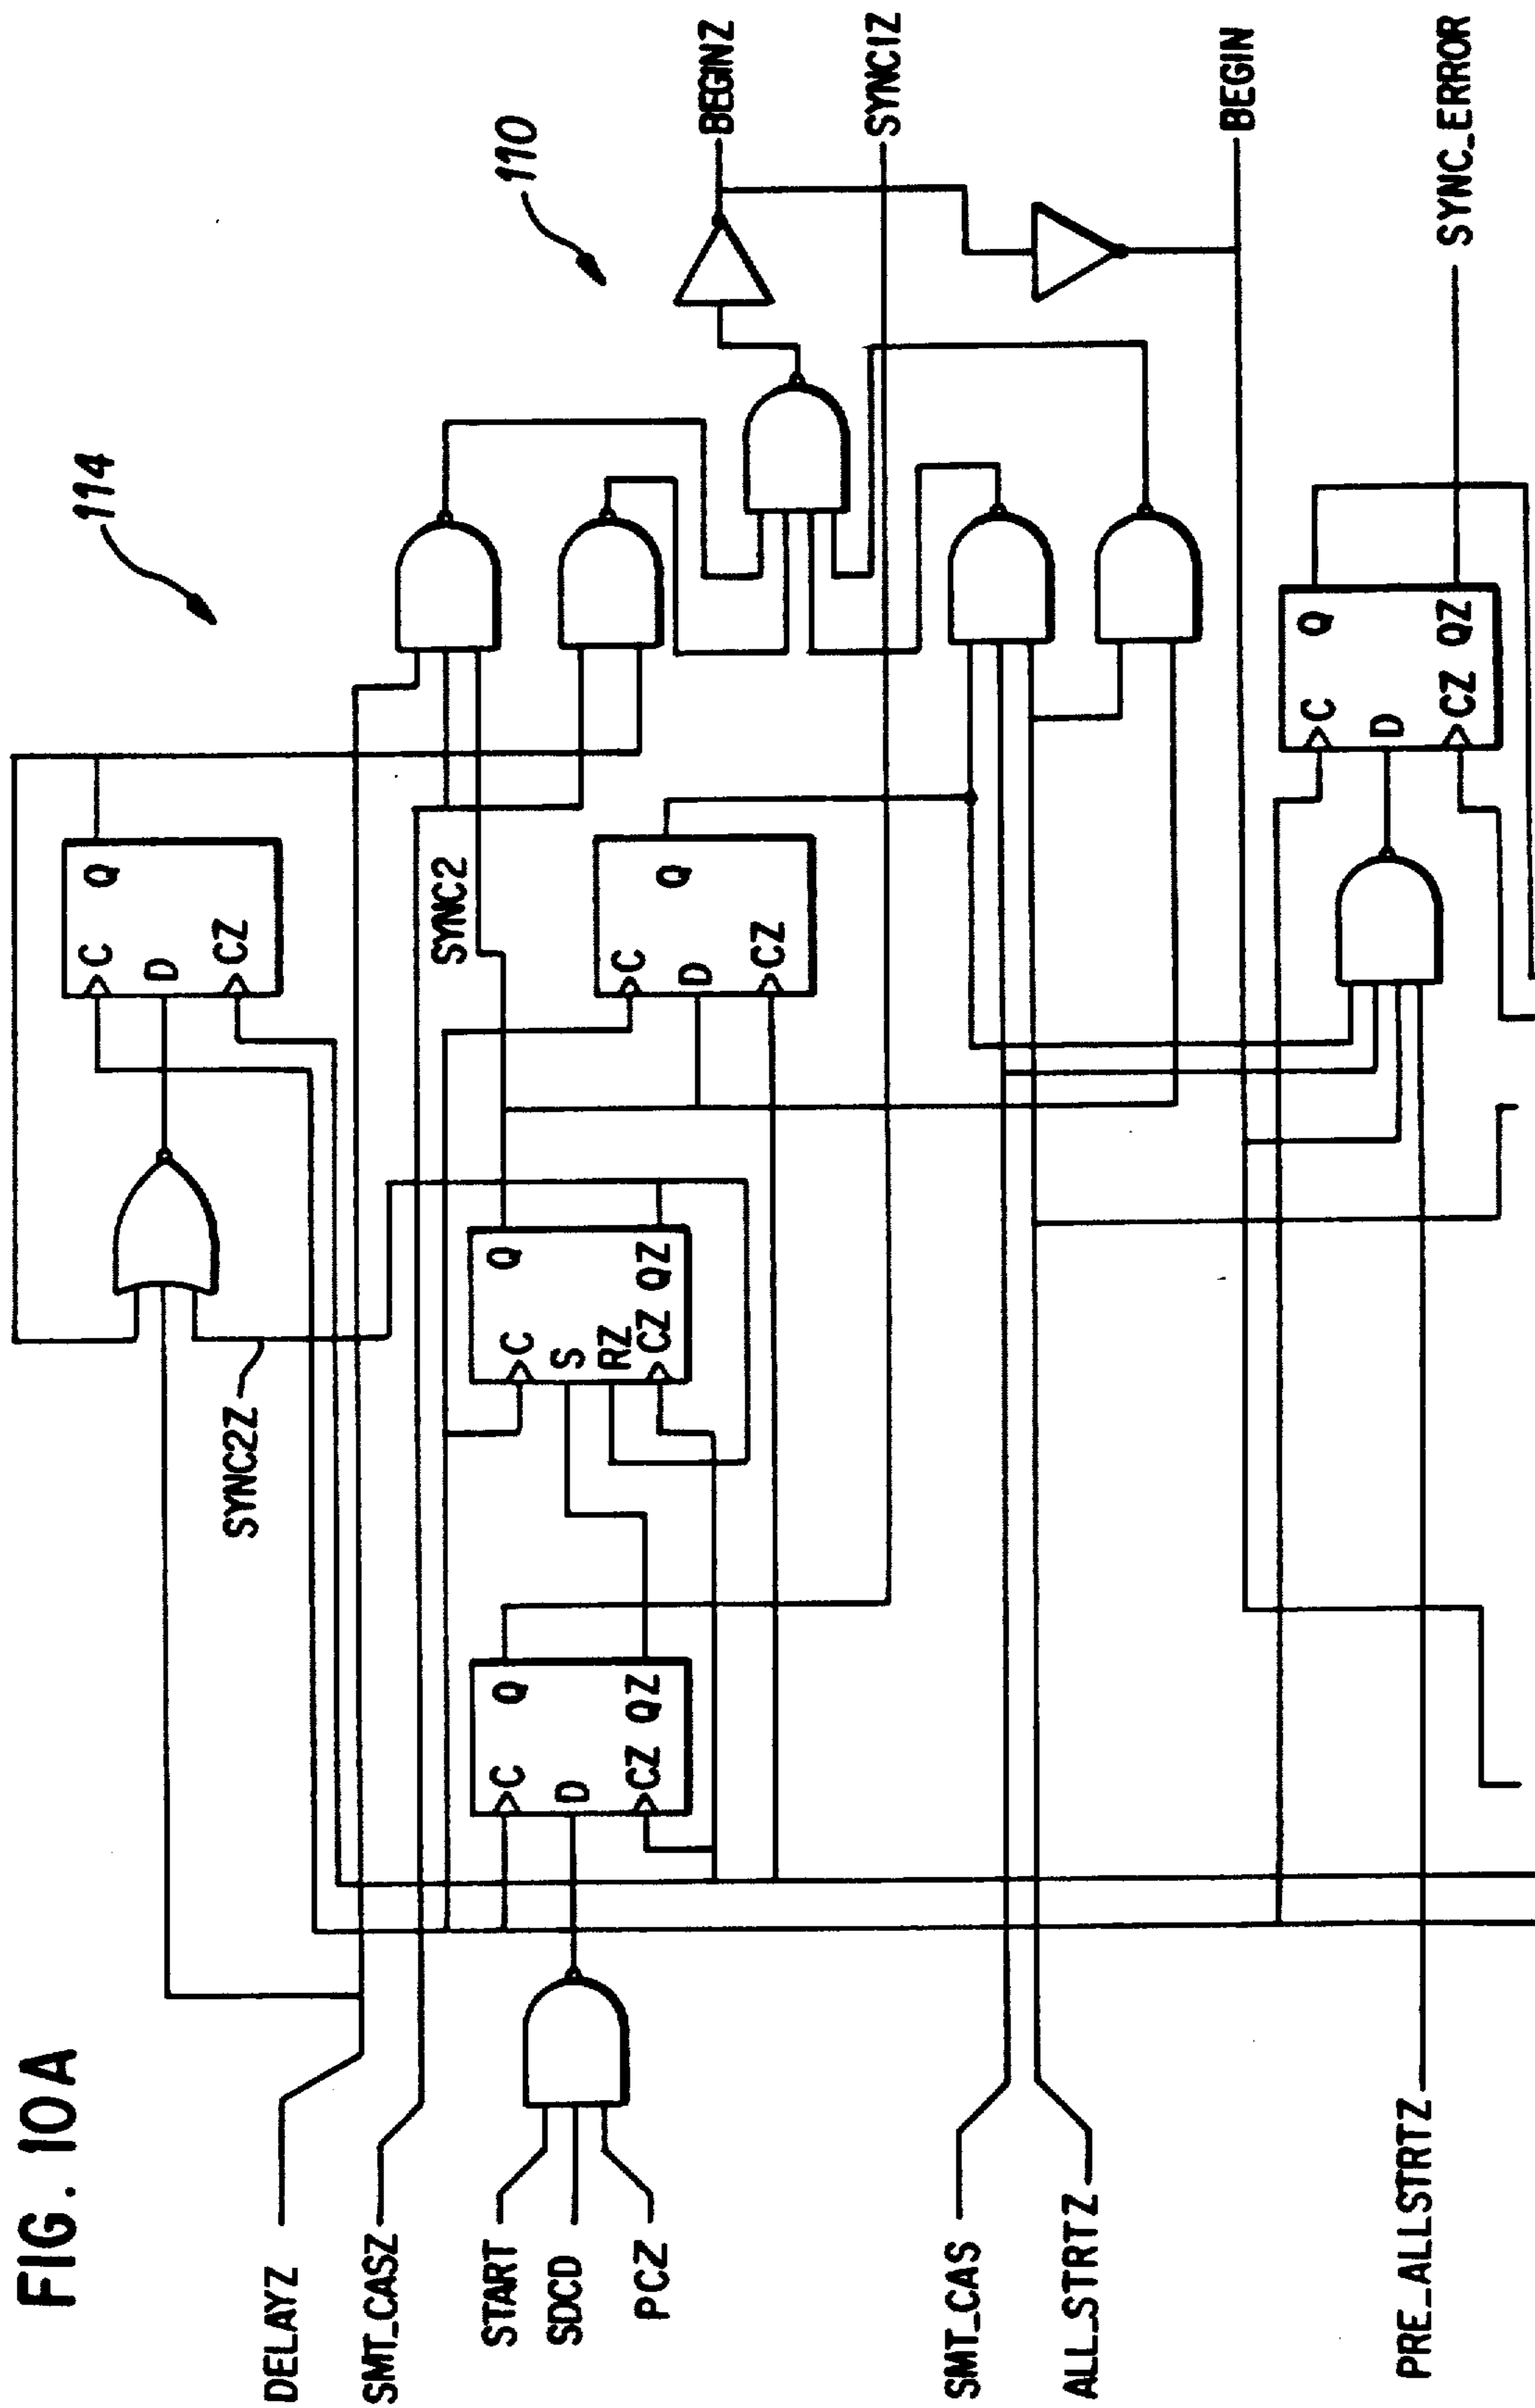 FIG. 10A
114
110
DELAYZ
SMT_CASZ
START
SDCD
PCZ
SMT_CAS
ALL_STRTZ
PRE_ALLSTRTZ
C
D
CZ
Q
SYNC2Z
C
D
CZ
Q
QZ
C
S
RZ
CZ
Q
QZ
SYNC2
C
D
CZ
Q
C
D
CZ
Q
QZ
BEGINZ
SYNC1Z
BEGIN
SYNC_ERROR